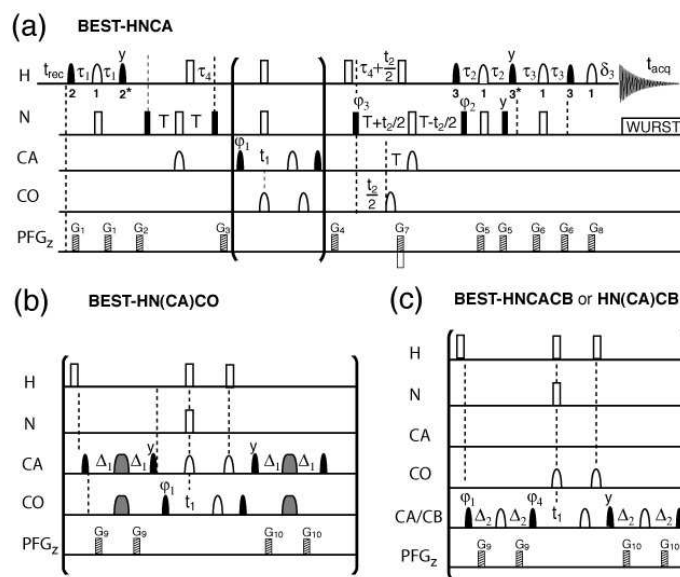 (a) BEST-HNCA
H t_rec τ₁ τ₁ y τ₄ τ₄+t₂/2 τ₂ τ₂ y τ₃ τ₃ δ₃ t_acq
2 1 2* 3 1 3* 1 3 1
N T T φ₃ T+t₂/2 T-t₂/2 φ₂ y WURST
CA φ₁ t₁ T
CO t₂/2
PFG_z G₁ G₁ G₂ G₃ G₄ G₇ G₅ G₅ G₆ G₆ G₈
(b) BEST-HN(CA)CO
H
N
CA Δ₁ Δ₁ y y Δ₁ Δ₁
CO φ₁ t₁
PFG_z G₉ G₉ G₁₀ G₁₀
(c) BEST-HNCACB or HN(CA)CB
H
N
CA
CO
CA/CB φ₁ Δ₂ Δ₂ φ₄ t₁ y Δ₂ Δ₂
PFG_z G₉ G₉ G₁₀ G₁₀